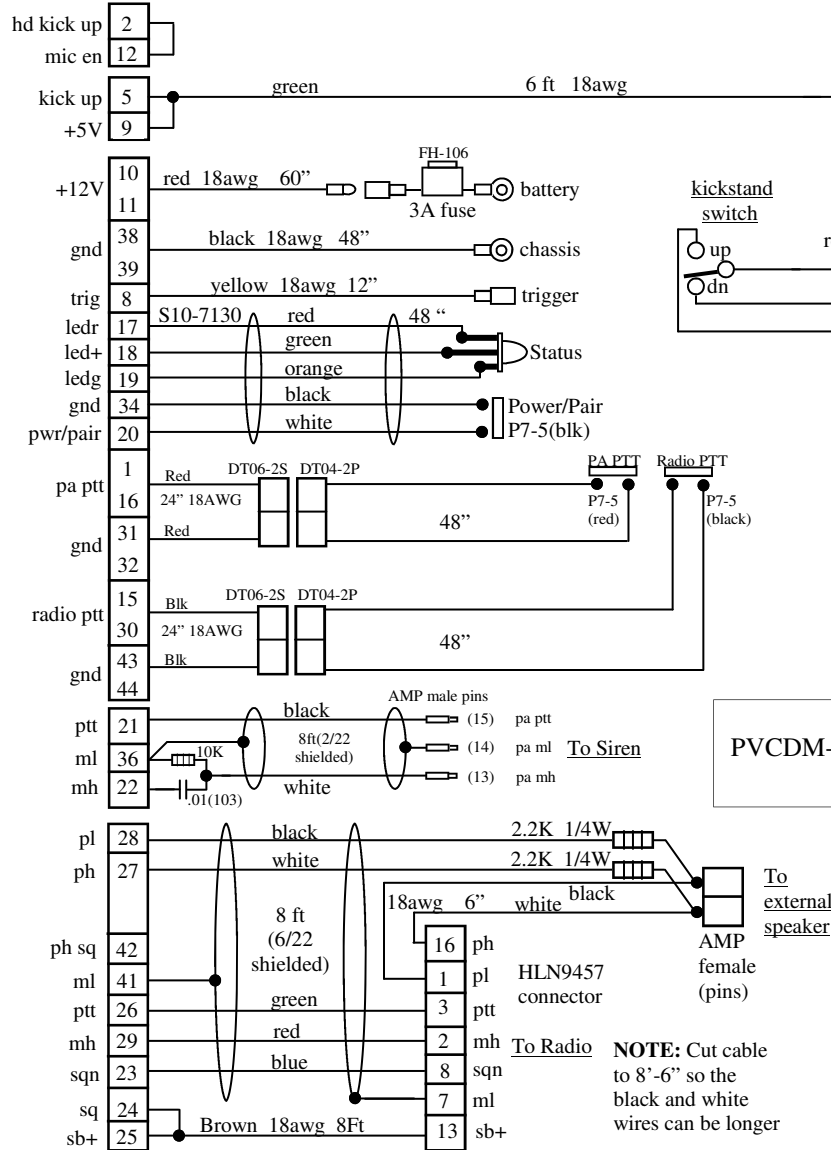 hd kick up 2
mic en 12
kick up 5 green 6 ft 18awg
+5V 9
FH-106
+12V 10 red 18awg 60” battery
11 3A fuse
kickstand
switch
up
dn
r
gnd 38 black 18awg 48” chassis
39
trig 8 yellow 18awg 12” trigger
ledr 17 S10-7130 red 48 “
led+ 18 green Status
ledg 19 orange
gnd 34 black Power/Pair
pwr/pair 20 white P7-5(blk)
pa ptt 1 Red DT06-2S DT04-2P PA PTT Radio PTT
16 24” 18AWG P7-5 P7-5
(red) (black)
gnd 31 Red 48”
32
radio ptt 15 Blk DT06-2S DT04-2P
30 24” 18AWG
gnd 43 Blk 48”
44
AMP male pins
ptt 21 black (15) pa ptt
ml 36 10K 8ft(2/22 (14) pa ml To Siren
shielded)
mh 22 .01(103) white (13) pa mh
PVCDM-
pl 28 black 2.2K 1/4W
ph 27 white 2.2K 1/4W
black
18awg 6” white
To
external
speaker
AMP
female
(pins)
8 ft
(6/22
shielded)
16 ph
ph sq 42
ml 41 1 pl HLN9457
connector
ptt 26 green 3 ptt
mh 29 red 2 mh To Radio
sqn 23 blue 8 sqn
sq 24 7 ml
sb+ 25 Brown 18awg 8Ft 13 sb+
NOTE: Cut cable
to 8’-6” so the
black and white
wires can be longer